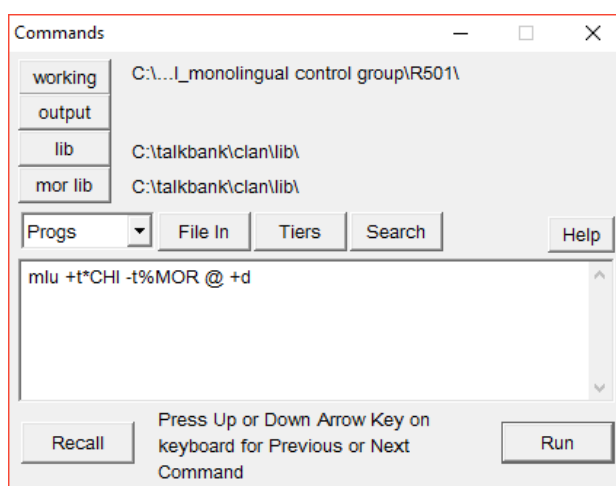 Commands
working C:\...l_monolingual control group\R501\
output
lib C:\talkbank\clan\lib\
mor lib C:\talkbank\clan\lib\
Progs File In Tiers Search Help
mlu +t*CHI -t%MOR @ +d
Recall
Press Up or Down Arrow Key on
keyboard for Previous or Next
Command
Run